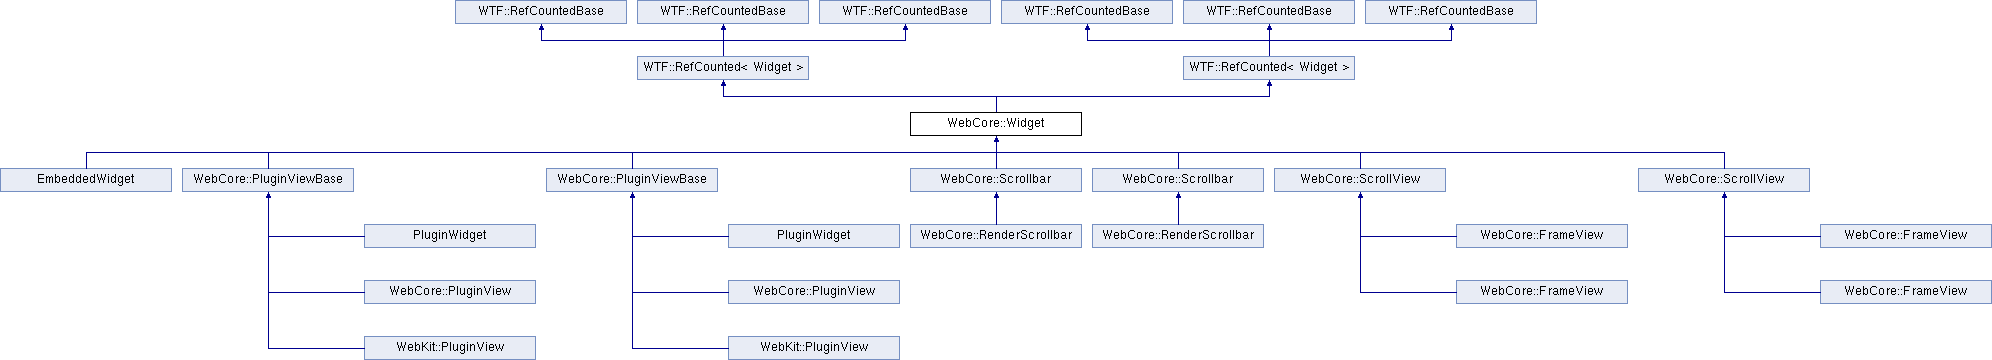 WTF::RefCountedBase
WTF::RefCountedBase
WTF::RefCountedBase
WTF::RefCountedBase
WTF::RefCountedBase
WTF::RefCountedBase
WTF::RefCounted< Widget >
WTF::RefCounted< Widget >
WebCore::Widget
EmbeddedWidget
WebCore::PluginViewBase
WebCore::PluginViewBase
WebCore::Scrollbar
WebCore::Scrollbar
WebCore::ScrollView
WebCore::ScrollView
PluginWidget
PluginWidget
WebCore::RenderScrollbar
WebCore::RenderScrollbar
WebCore::FrameView
WebCore::FrameView
WebCore::PluginView
WebCore::PluginView
WebCore::FrameView
WebCore::FrameView
WebKit::PluginView
WebKit::PluginView